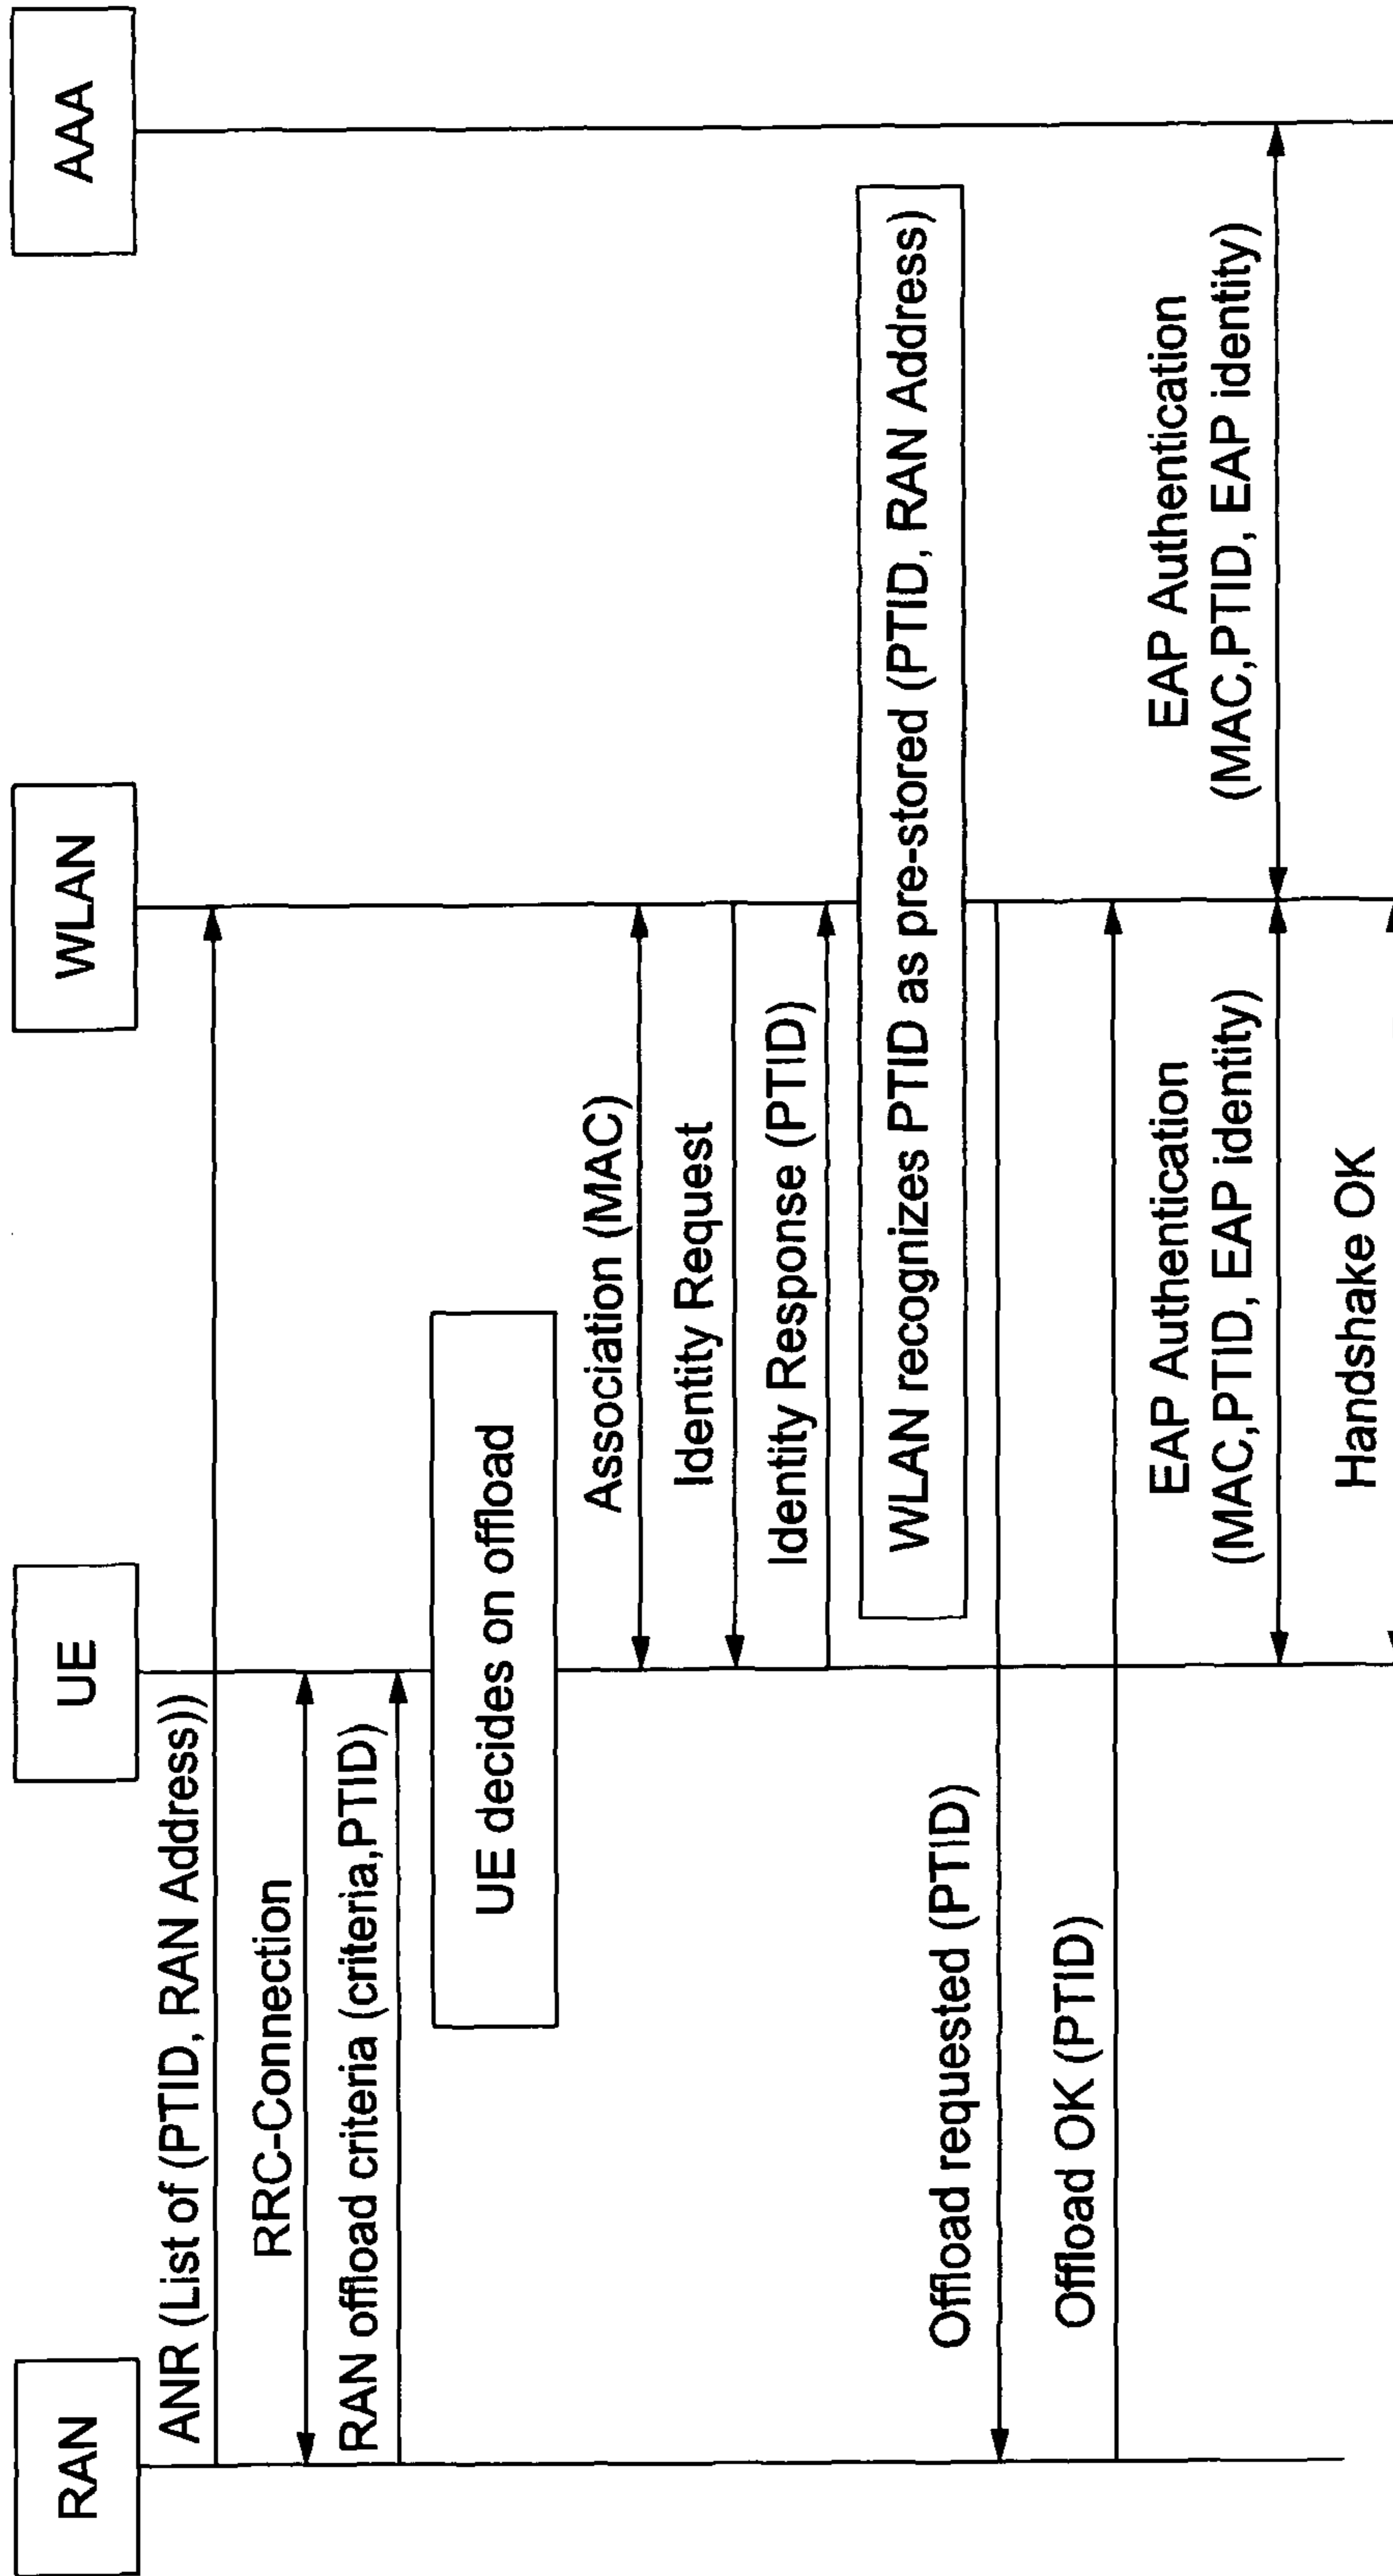 RAN
UE
WLAN
AAA
ANR (List of (PTID, RAN Address))
RRC-Connection
RAN offload criteria (criteria,PTID)
UE decides on offload
Association (MAC)
Identity Request
Identity Response (PTID)
WLAN recognizes PTID as pre-stored (PTID, RAN Address)
Offload requested (PTID)
Offload OK (PTID)
EAP Authentication
(MAC,PTID, EAP identity)
EAP Authentication
(MAC,PTID, EAP identity)
Handshake OK